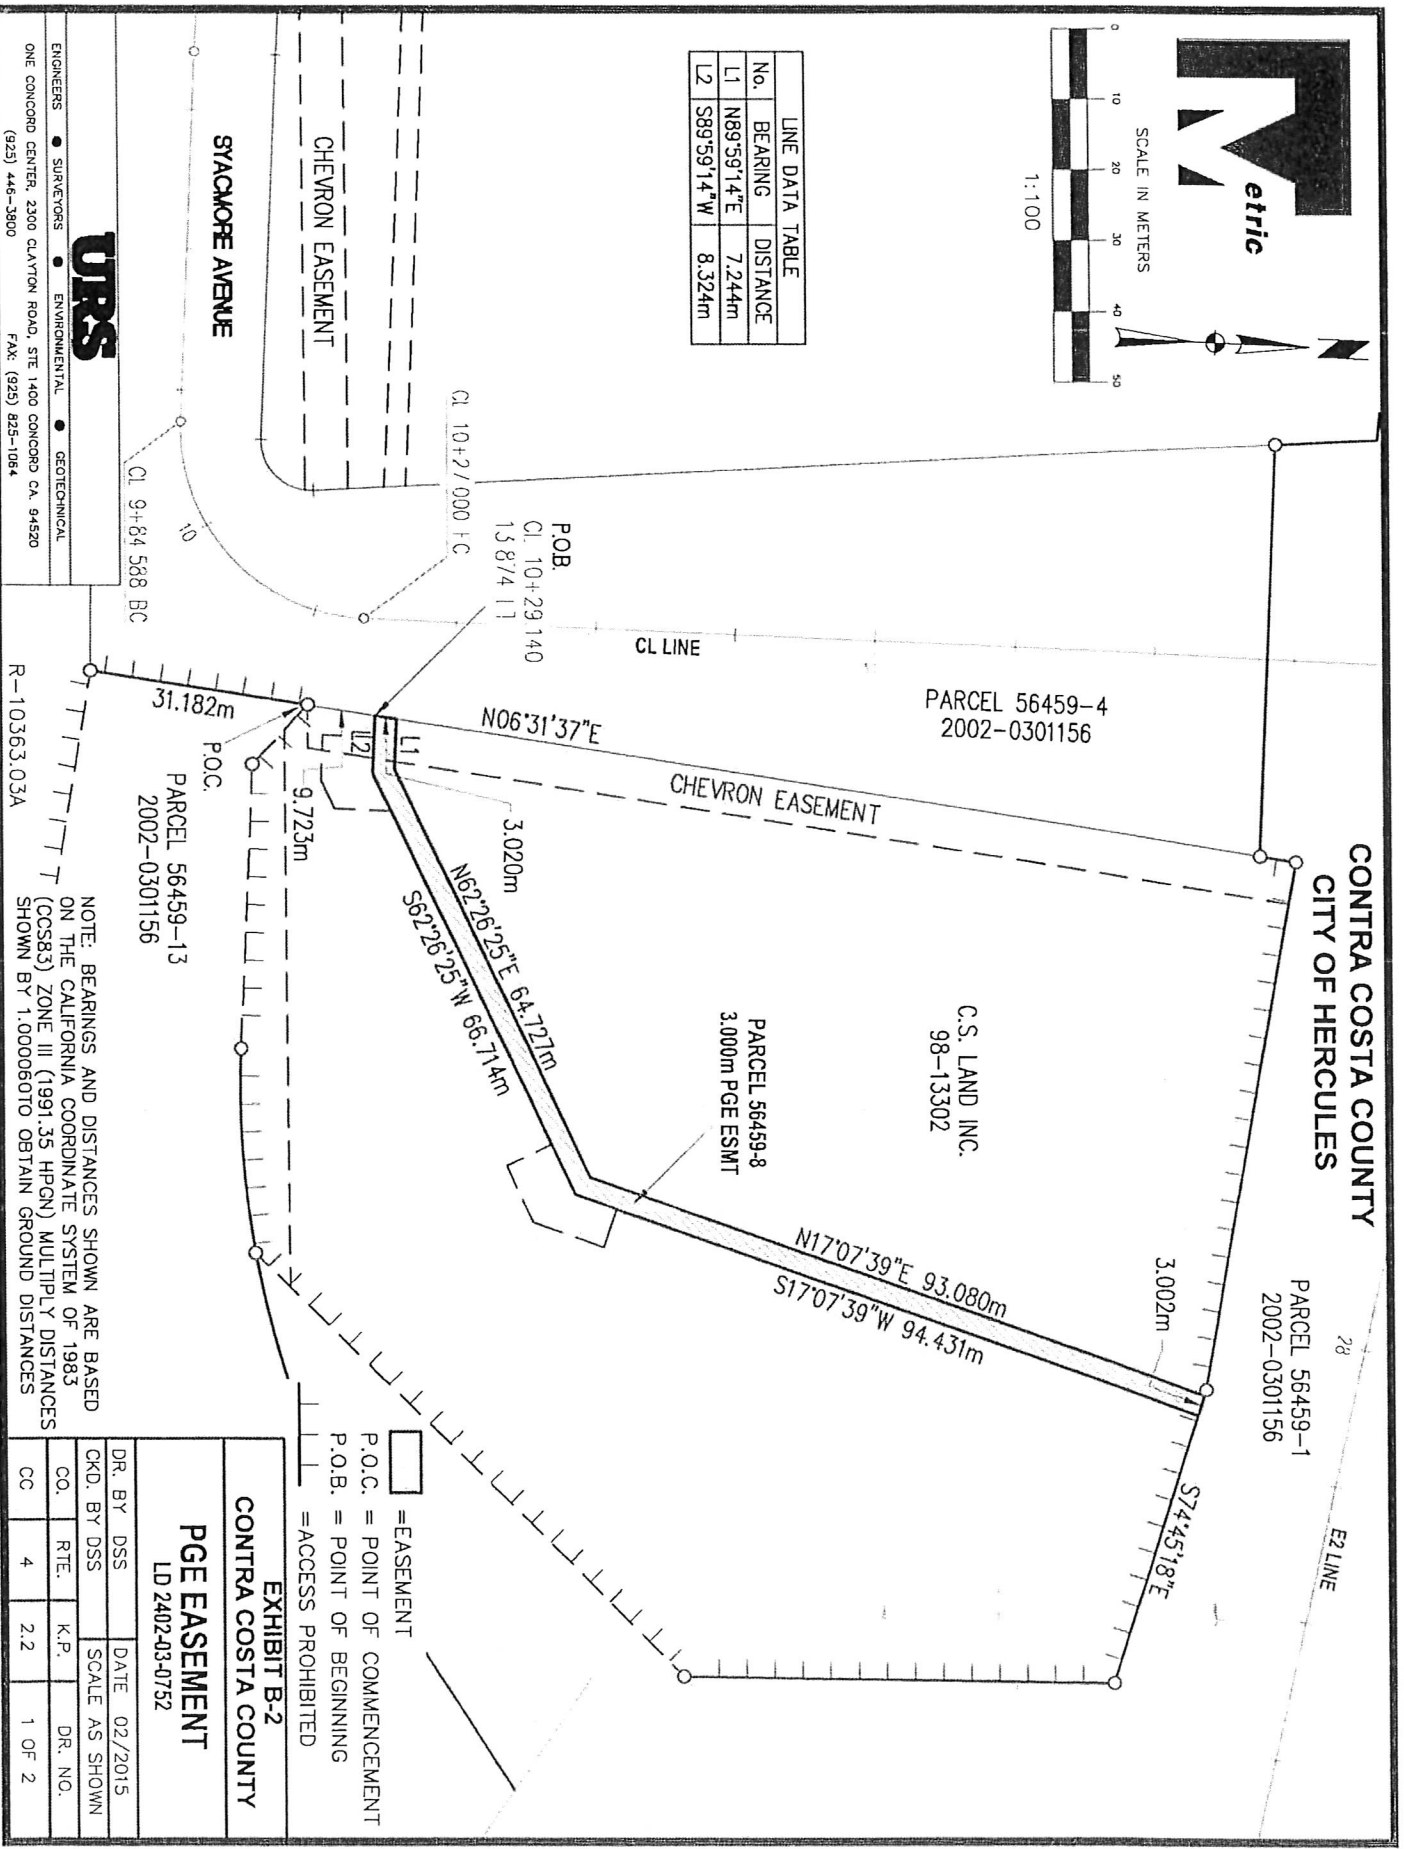 CONTRA COSTA COUNTY
CITY OF HERCULES
etric
SCALE IN METERS
0 10 20 30 40 50
1:100
LINE DATA TABLE
No. BEARING DISTANCE
L1 N89°59'14"E 7.244m
L2 S89°59'14"W 8.324m
PARCEL 56459-1
2002-0301156
28
E2 LINE
S74°45'18"E
3.002m
PARCEL 56459-4
2002-0301156
CL LINE
CHEVRON EASEMENT
N06°31'37"E
C.S. LAND INC.
98-13302
PARCEL 56459-8
3.000m PGE ESMT
N17°07'39"E 93.080m
S17°07'39"W 94.431m
N62°26'25"E 64.727m
S62°26'25"W 66.714m
3.020m
L1
L2
9.723m
P.O.B.
CL 10+29.140
13.874 LT
CL 10+27.000 EC
CHEVRON EASEMENT
SYACMORE AVENUE
10
CL 9+84.588 BC
31.182m
P.O.C.
PARCEL 56459-13
2002-0301156
=EASEMENT
P.O.C. = POINT OF COMMENCEMENT
P.O.B. = POINT OF BEGINNING
=ACCESS PROHIBITED
NOTE: BEARINGS AND DISTANCES SHOWN ARE BASED
ON THE CALIFORNIA COORDINATE SYSTEM OF 1983
(CCS83) ZONE III (1991.35 HPGN) MULTIPLY DISTANCES
SHOWN BY 1.000060TO OBTAIN GROUND DISTANCES
R-10363.03A
URS
ENGINEERS ● SURVEYORS ● ENVIRONMENTAL ● GEOTECHNICAL
ONE CONCORD CENTER, 2300 CLAYTON ROAD, STE 1400 CONCORD CA. 94520
(925) 446-3800 FAX: (925) 825-1064
EXHIBIT B-2
CONTRA COSTA COUNTY
PGE EASEMENT
LD 2402-03-0752
DR. BY DSS DATE 02/2015
CKD. BY DSS SCALE AS SHOWN
CO. RTE. K.P. DR. NO.
CC 4 2.2 1 OF 2